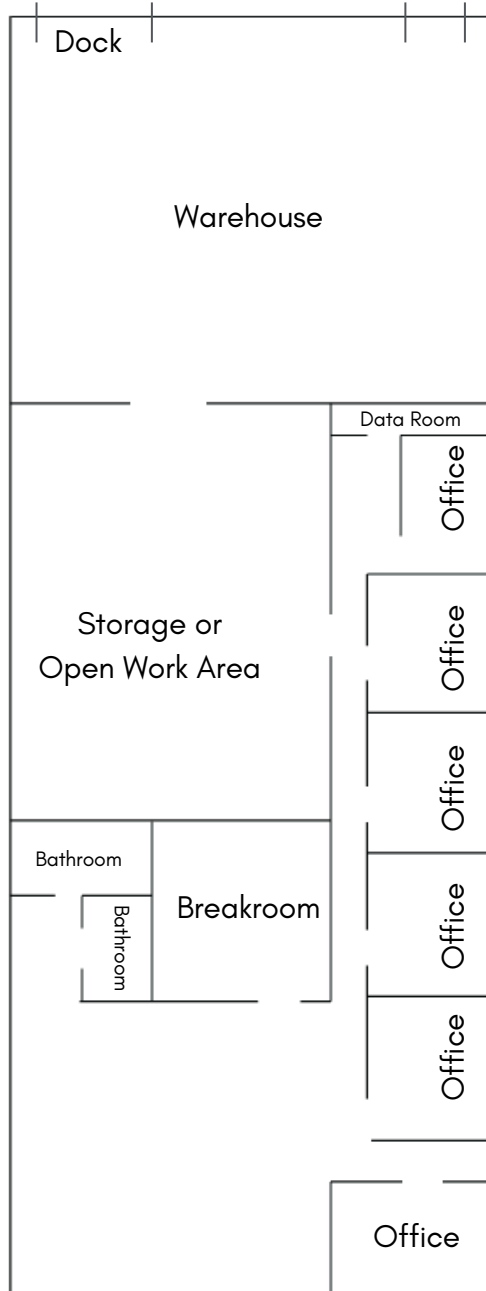 Dock
Warehouse
Data Room
Office
Office
Storage or
Open Work Area
Office
Bathroom
Breakroom
Bathroom
Office
Office
Office